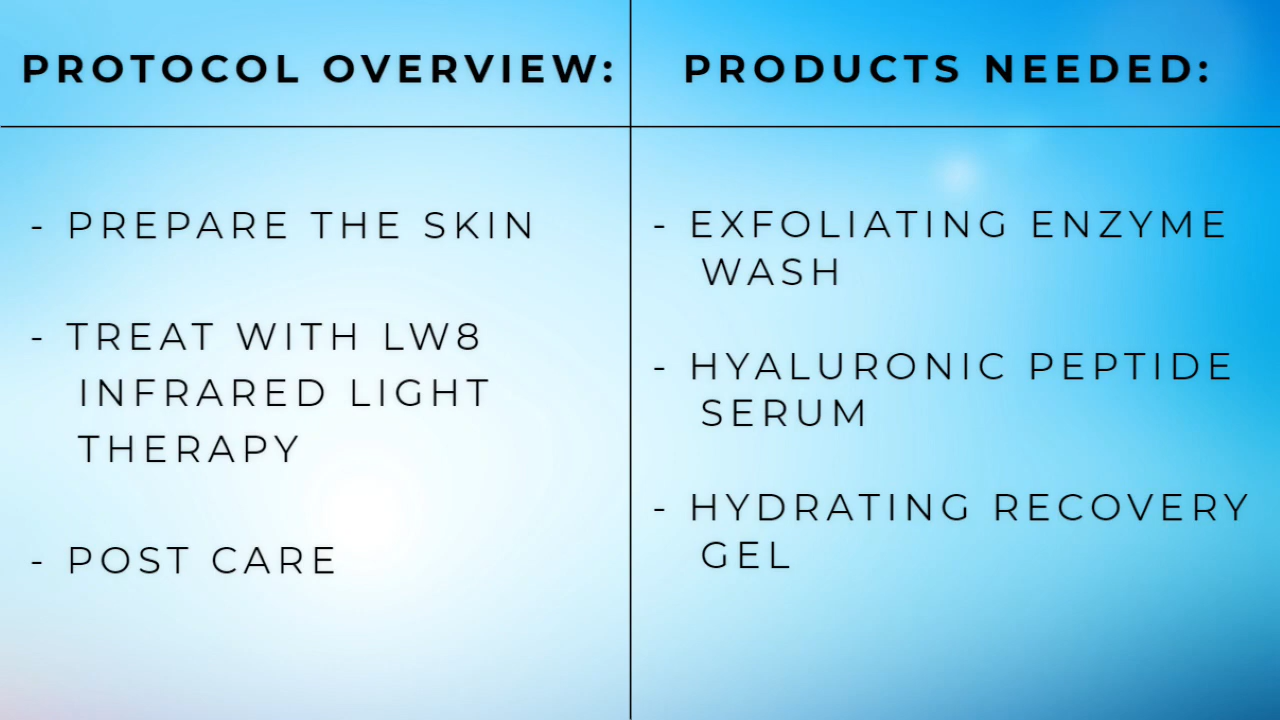 PROTOCOL OVERVIEW:
- PREPARE THE SKIN
- TREAT WITH LW8
INFRARED LIGHT
THERAPY
- POST CARE
PRODUCTS NEEDED:
- EXFOLIATING ENZYME
WASH
- HYALURONIC PEPTIDE
SERUM
- HYDRATING RECOVERY
GEL